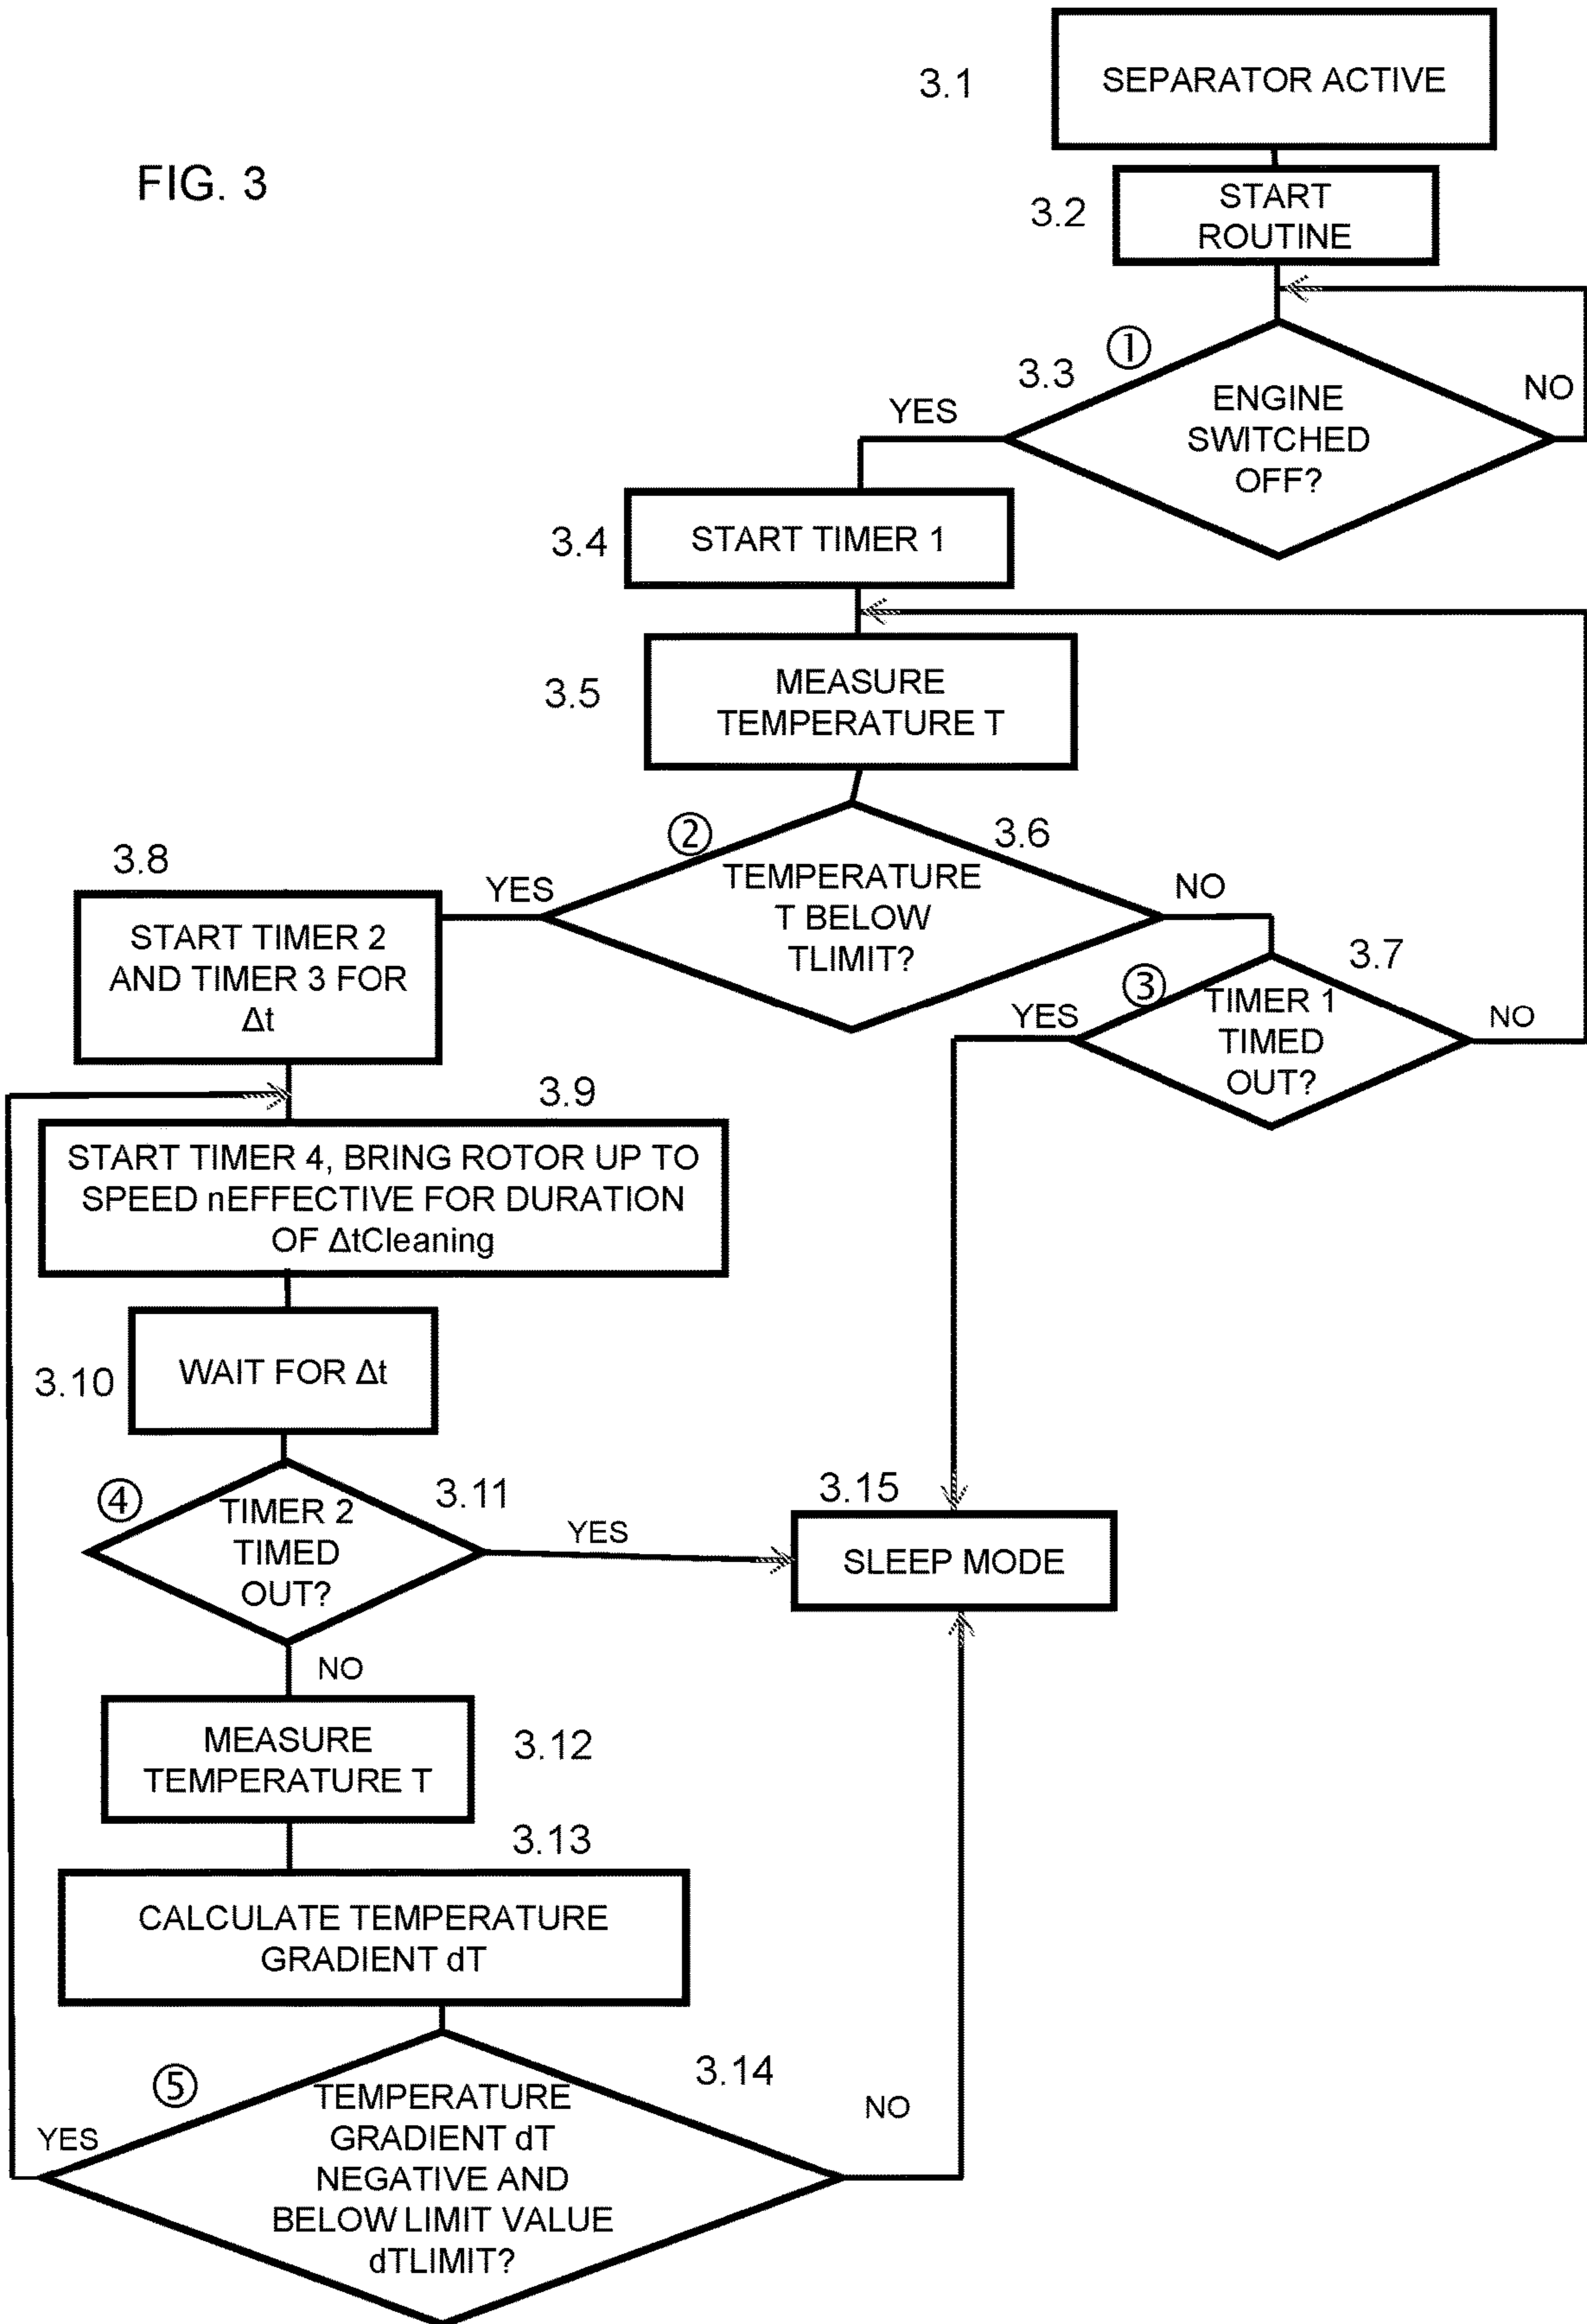 FIG. 3
3.1
SEPARATOR ACTIVE
3.2
START
ROUTINE
①
3.3
YES
ENGINE
SWITCHED
OFF?
NO
3.4
START TIMER 1
3.5
MEASURE
TEMPERATURE T
②
3.6
TEMPERATURE
T BELOW
TLIMIT?
YES
NO
3.7
③
TIMER 1
TIMED
OUT?
YES
NO
3.8
START TIMER 2
AND TIMER 3 FOR
Δt
3.9
START TIMER 4, BRING ROTOR UP TO
SPEED nEFFECTIVE FOR DURATION
OF ΔtCleaning
3.10
WAIT FOR Δt
④
3.11
TIMER 2
TIMED
OUT?
YES
NO
3.15
SLEEP MODE
3.12
MEASURE
TEMPERATURE T
3.13
CALCULATE TEMPERATURE
GRADIENT dT
⑤
3.14
YES
TEMPERATURE
GRADIENT dT
NEGATIVE AND
BELOW LIMIT VALUE
dTLIMIT?
NO